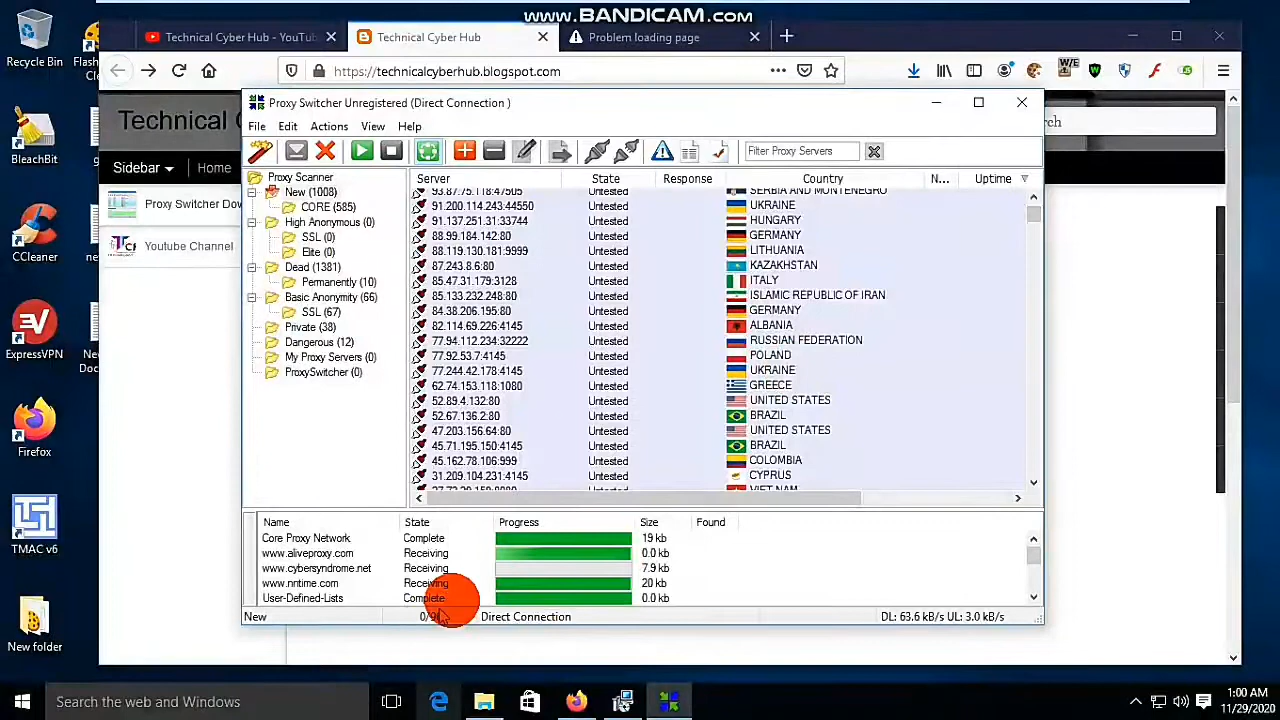 www.BANDICAM.com
Technical Cyber Hub - YouTub
Technical Cyber Hub
Problem loading page
https://technicalcyberhub.blogspot.com
Recycle Bin
BleachBit
CCleaner
ExpressVPN
Firefox
TMAC v6
New folder
Technical C
rch
Sidebar
Home
Proxy Switcher Dov
Youtube Channel
Proxy Switcher Unregistered (Direct Connection )
File Edit Actions View Help
Filter Proxy Servers
Proxy Scanner
New (1008)
CORE (585)
High Anonymous (0)
SSL (0)
Elite (0)
Dead (1381)
Permanently (10)
Basic Anonymity (66)
SSL (67)
Private (38)
Dangerous (12)
My Proxy Servers (0)
ProxySwitcher (0)
Server State Response Country N... Uptime
93.87.75.118:47505 Untested SERBIA AND MONTENEGRO
91.200.114.243:44550 Untested UKRAINE
91.137.251.31:33744 Untested HUNGARY
88.99.184.142:80 Untested GERMANY
88.119.130.181:9999 Untested LITHUANIA
87.243.8.6:80 Untested KAZAKHSTAN
85.47.31.179:3128 Untested ITALY
85.133.232.248:80 Untested ISLAMIC REPUBLIC OF IRAN
84.38.206.195:80 Untested GERMANY
82.114.69.226:4145 Untested ALBANIA
77.94.112.234:32222 Untested RUSSIAN FEDERATION
77.92.53.7:4145 Untested POLAND
77.244.42.178:4145 Untested UKRAINE
62.74.153.118:1080 Untested GREECE
52.89.4.132:80 Untested UNITED STATES
52.67.136.2:80 Untested BRAZIL
47.203.156.64:80 Untested UNITED STATES
45.71.195.150:4145 Untested BRAZIL
45.162.78.106:999 Untested COLOMBIA
31.209.104.231:4145 Untested CYPRUS
Untested VIET NAM
Name State Progress Size Found
Core Proxy Network Complete 19 kb
www.aliveproxy.com Receiving 0.0 kb
www.cybersyndrome.net Receiving 7.9 kb
www.nntime.com Receiving 20 kb
User-Defined-Lists Complete 0.0 kb
New
Direct Connection
DL: 63.6 kB/s UL: 3.0 kB/s
Search the web and Windows
1:00 AM
11/29/2020